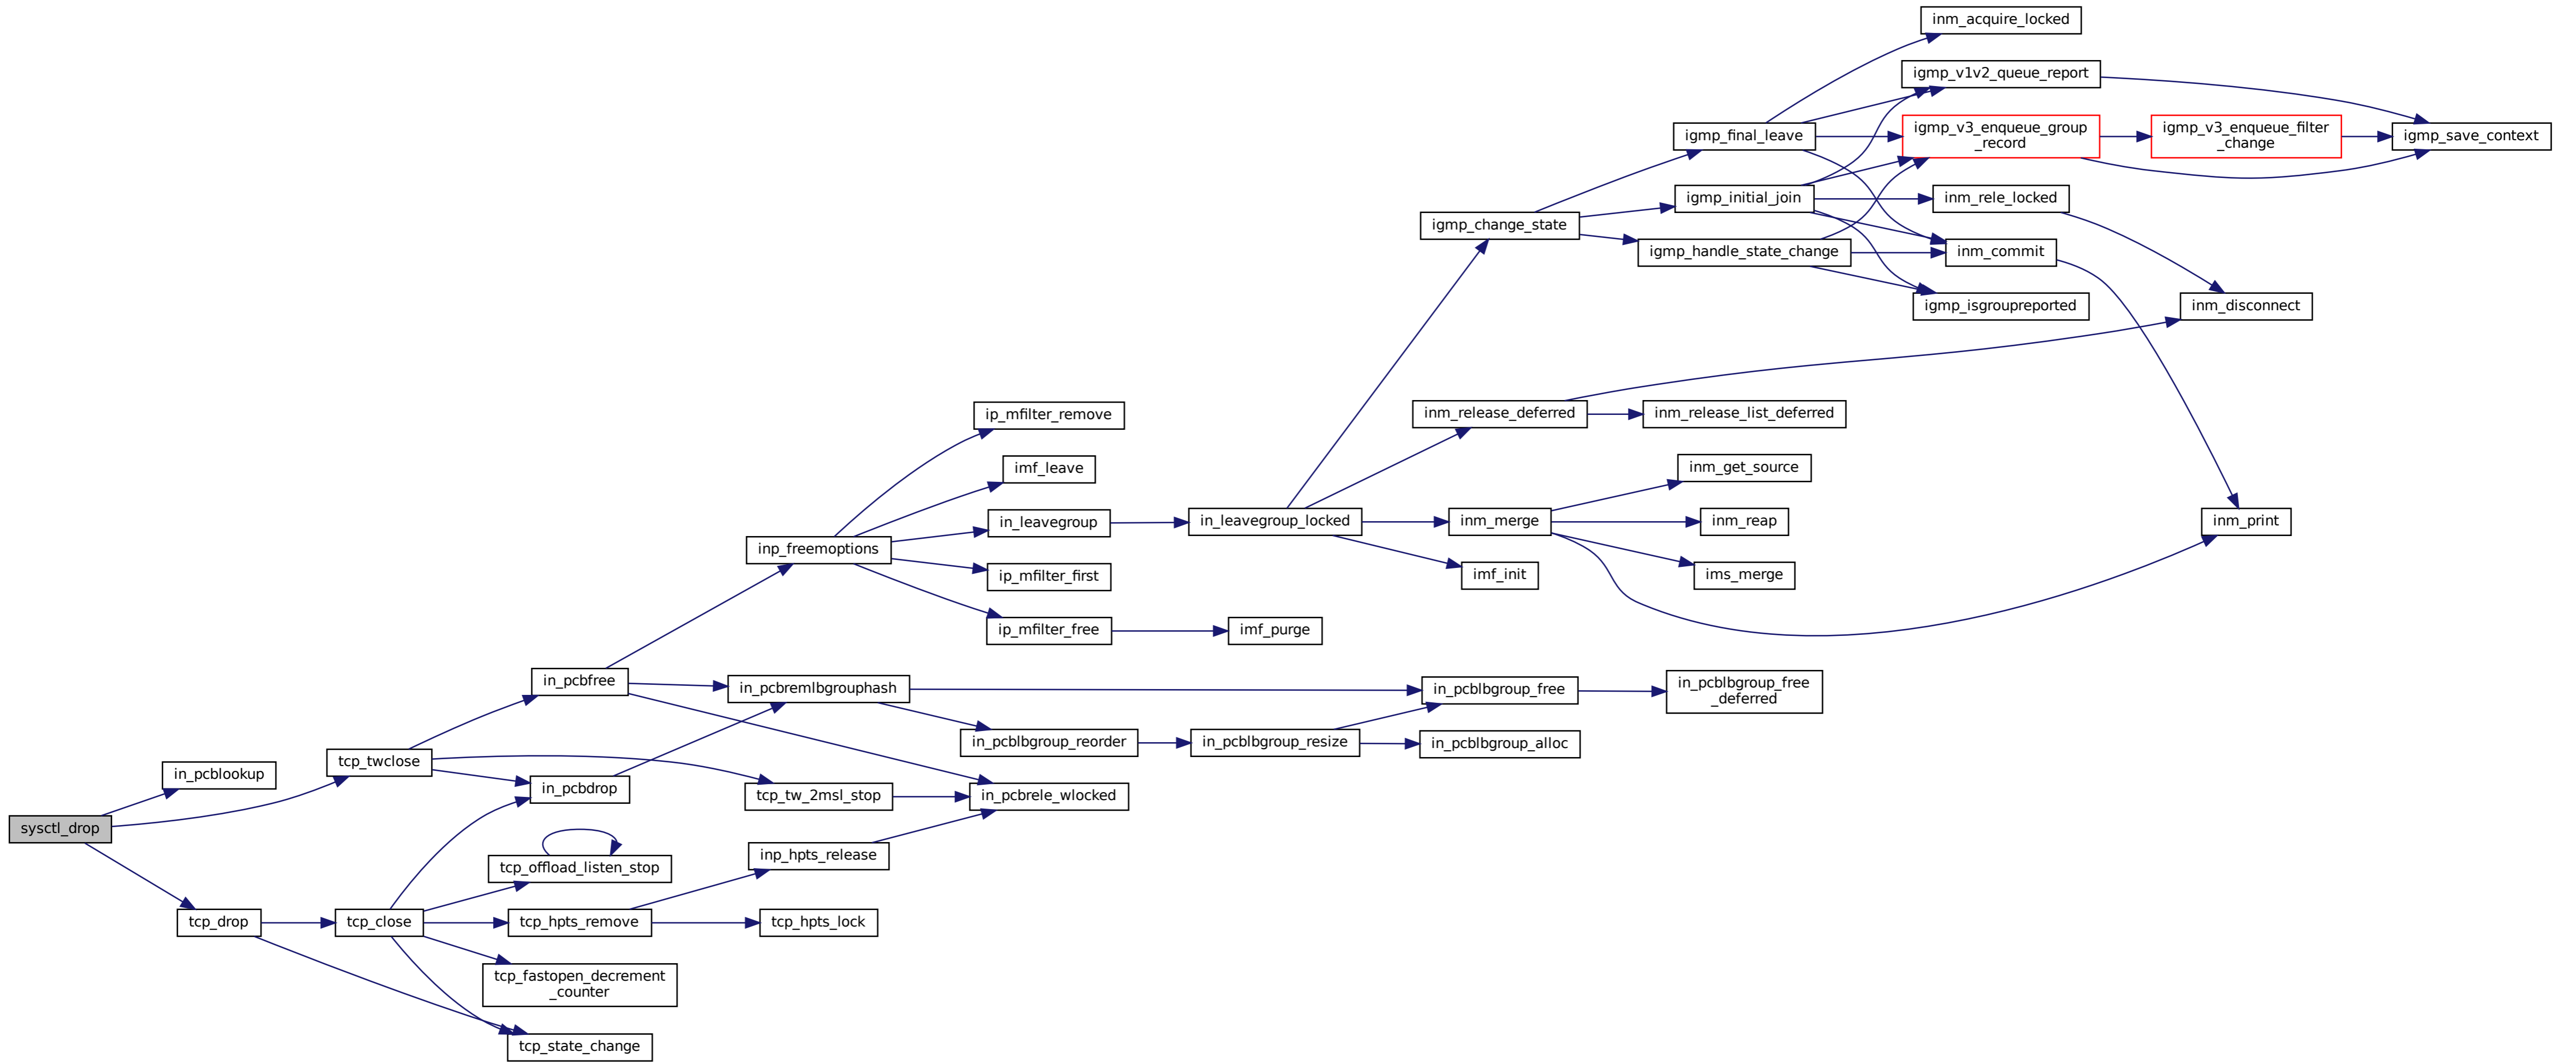 inm_acquire_locked
igmp_v1v2_queue_report
igmp_final_leave
igmp_v3_enqueue_group
_record
igmp_v3_enqueue_filter
_change
igmp_save_context
igmp_initial_join
inm_rele_locked
igmp_change_state
igmp_handle_state_change
inm_commit
igmp_isgroupreported
inm_disconnect
ip_mfilter_remove
inm_release_deferred
inm_release_list_deferred
imf_leave
inm_get_source
in_leavegroup
in_leavegroup_locked
inm_merge
inm_reap
inm_print
inp_freemoptions
ip_mfilter_first
imf_init
ims_merge
ip_mfilter_free
imf_purge
in_pcbfree
in_pcbremlbgrouphash
in_pcblbgroup_free
in_pcblbgroup_free
_deferred
in_pcblbgroup_reorder
in_pcblbgroup_resize
in_pcblbgroup_alloc
tcp_twclose
in_pcblookup
in_pcbdrop
tcp_tw_2msl_stop
in_pcbrele_wlocked
sysctl_drop
tcp_offload_listen_stop
inp_hpts_release
tcp_drop
tcp_close
tcp_hpts_remove
tcp_hpts_lock
tcp_fastopen_decrement
_counter
tcp_state_change